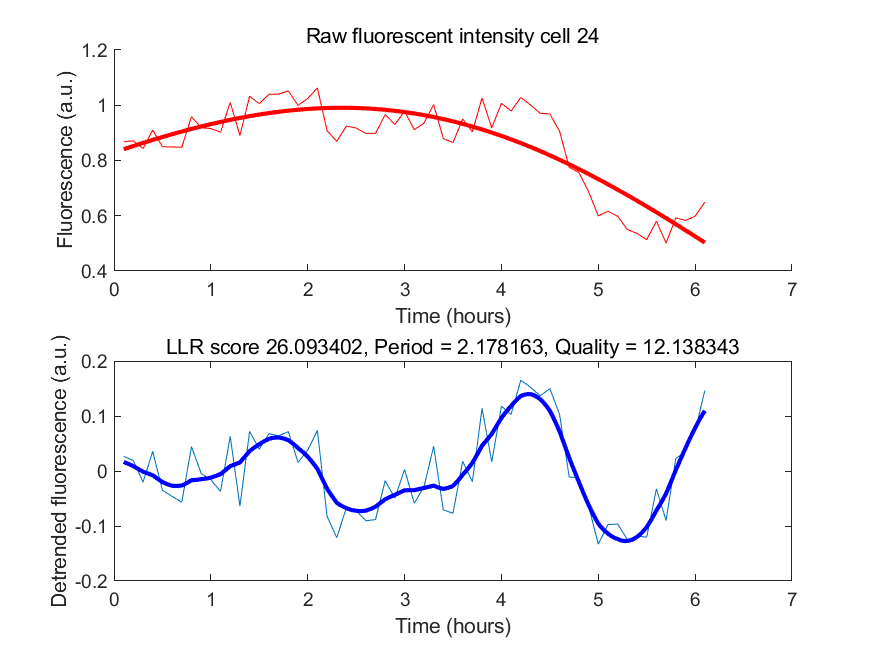 Raw fluorescent intensity cell 24
Fluorescence (a.u.)
1.2
1
0.8
0.6
0.4
0 1 2 3 4 5 6 7
Time (hours)
LLR score 26.093402, Period = 2.178163, Quality = 12.138343
Detrended fluorescence (a.u.)
0.2
0.1
0
-0.1
-0.2
0 1 2 3 4 5 6 7
Time (hours)